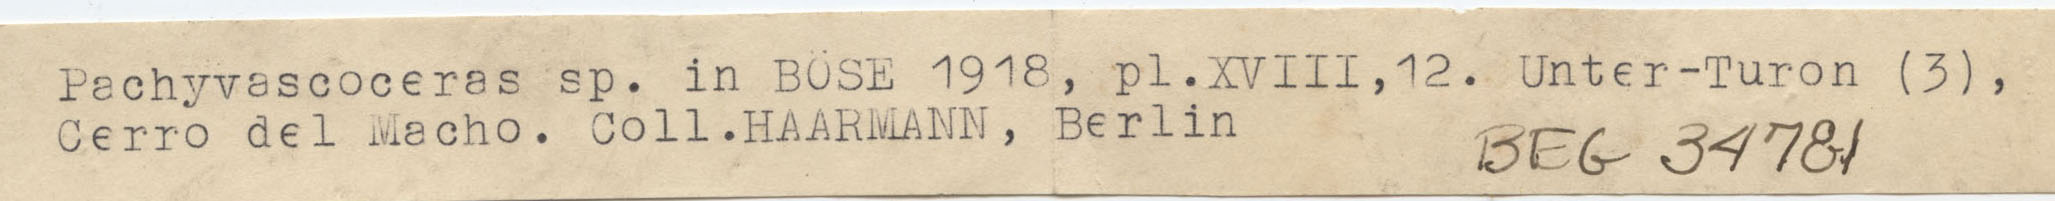 Pachyvascoceras sp. in BÖSE 1918, pl.XVIII,12. Unter-Turon (3),
Cerro del Macho. Coll.HAARMANN, Berlin
BEG 34781